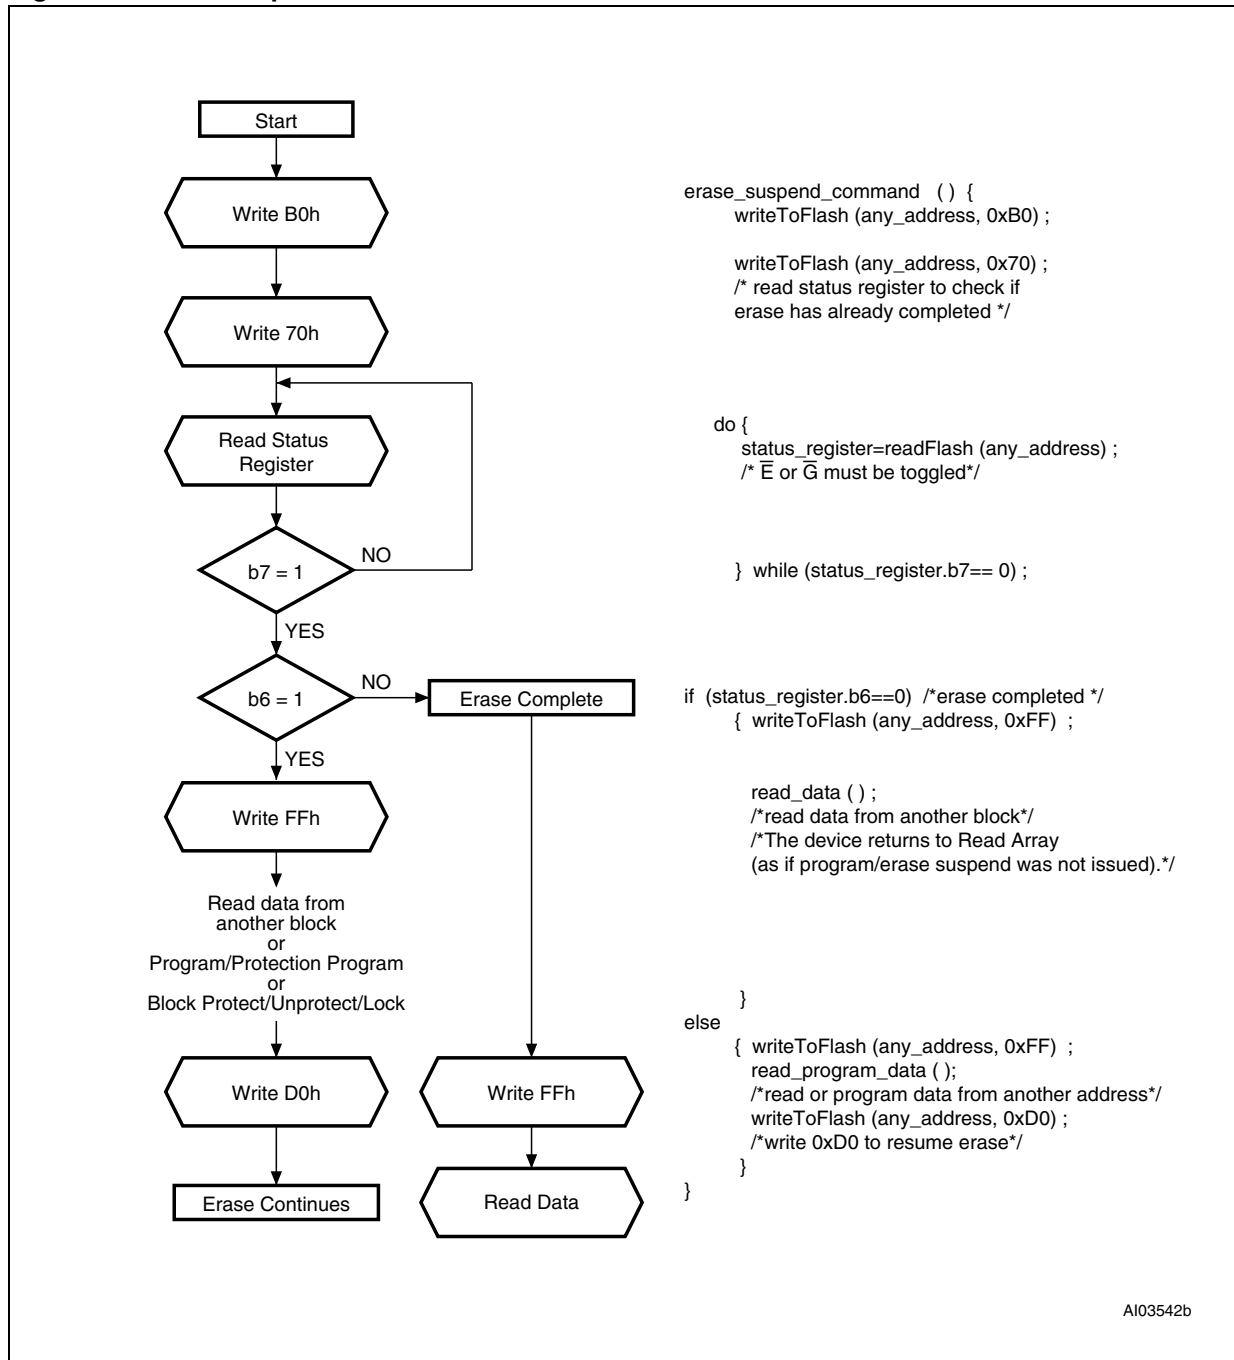 Start
Write B0h
Write 70h
Read Status
Register
b7 = 1
NO
YES
b6 = 1
NO
Erase Complete
YES
Write FFh
Read data from
another block
or
Program/Protection Program
or
Block Protect/Unprotect/Lock
Write D0h
Write FFh
Erase Continues
Read Data
erase_suspend_command ( ) {
writeToFlash (any_address, 0xB0) ;
writeToFlash (any_address, 0x70) ;
/* read status register to check if
erase has already completed */
do {
status_register=readFlash (any_address) ;
/* E̅ or G̅ must be toggled*/
} while (status_register.b7== 0) ;
if (status_register.b6==0) /*erase completed */
{ writeToFlash (any_address, 0xFF) ;
read_data ( ) ;
/*read data from another block*/
/*The device returns to Read Array
(as if program/erase suspend was not issued).*/
}
else
{ writeToFlash (any_address, 0xFF) ;
read_program_data ( );
/*read or program data from another address*/
writeToFlash (any_address, 0xD0) ;
/*write 0xD0 to resume erase*/
}
}
AI03542b